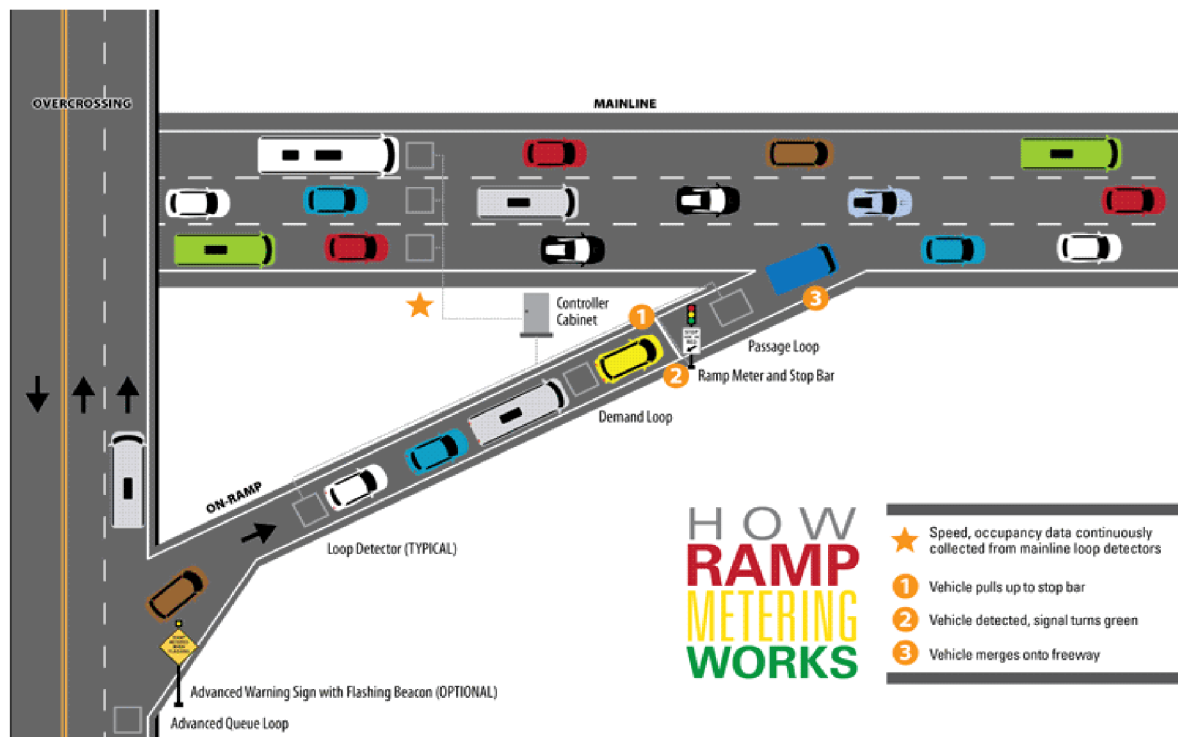 OVERCROSSING
MAINLINE
Controller
Cabinet
1
3
Passage Loop
2
Ramp Meter and Stop Bar
Demand Loop
ON-RAMP
Loop Detector (TYPICAL)
Advanced Warning Sign with Flashing Beacon (OPTIONAL)
Advanced Queue Loop
HOW
RAMP
METERING
WORKS
Speed, occupancy data continuously
collected from mainline loop detectors
1 Vehicle pulls up to stop bar
2 Vehicle detected, signal turns green
3 Vehicle merges onto freeway